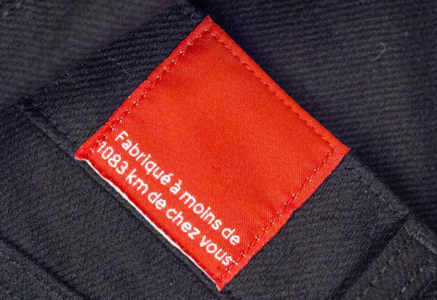 Fabriqué à moins de
1083 km de chez vous